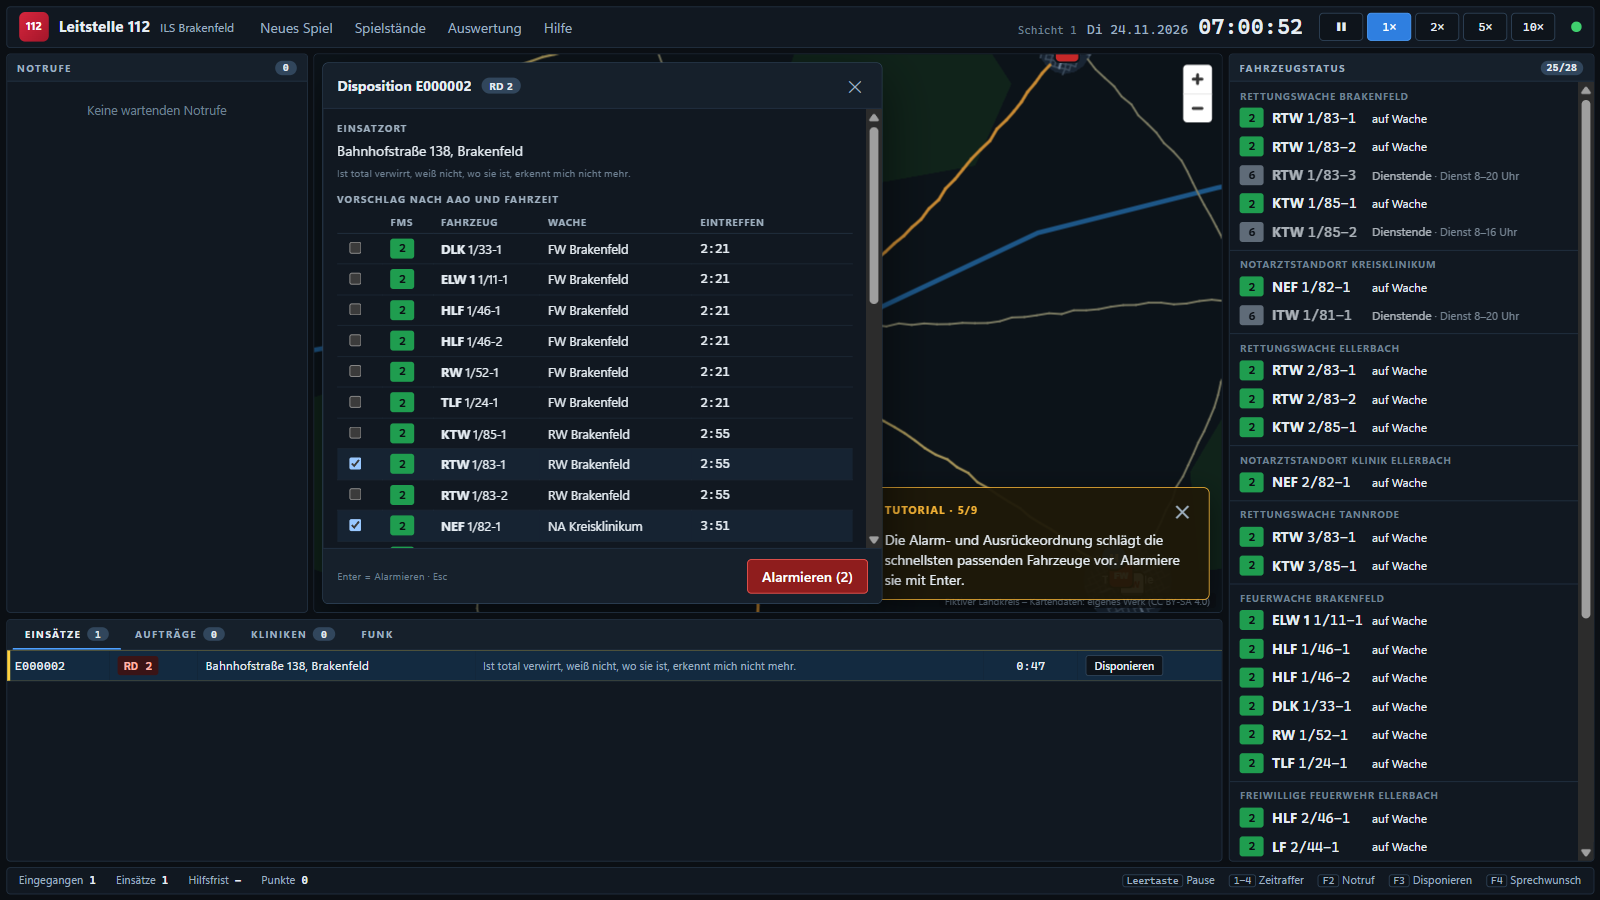 112 Leitstelle 112 ILS Brakenfeld Neues Spiel Spielstände Auswertung Hilfe Schicht 1 Di 24.11.2026 07:00:52 1× 2× 5× 10×
NOTRUFE 0
Keine wartenden Notrufe
Disposition E000002 RD 2
EINSATZORT
Bahnhofstraße 138, Brakenfeld
Ist total verwirrt, weiß nicht, wo sie ist, erkennt mich nicht mehr.
VORSCHLAG NACH AAO UND FAHRZEIT
FMS FAHRZEUG WACHE EINTREFFEN
2 DLK 1/33-1 FW Brakenfeld 2:21
2 ELW 1 1/11-1 FW Brakenfeld 2:21
2 HLF 1/46-1 FW Brakenfeld 2:21
2 HLF 1/46-2 FW Brakenfeld 2:21
2 RW 1/52-1 FW Brakenfeld 2:21
2 TLF 1/24-1 FW Brakenfeld 2:21
2 KTW 1/85-1 RW Brakenfeld 2:55
2 RTW 1/83-1 RW Brakenfeld 2:55
2 RTW 1/83-2 RW Brakenfeld 2:55
2 NEF 1/82-1 NA Kreisklinikum 3:51
Enter = Alarmieren · Esc
Alarmieren (2)
+
−
TUTORIAL · 5/9
Die Alarm- und Ausrückeordnung schlägt die
schnellsten passenden Fahrzeuge vor. Alarmiere
sie mit Enter.
Fiktiver Landkreis – Kartendaten: eigenes Werk (CC BY-SA 4.0)
FAHRZEUGSTATUS 25/28
RETTUNGSWACHE BRAKENFELD
2 RTW 1/83–1 auf Wache
2 RTW 1/83–2 auf Wache
6 RTW 1/83–3 Dienstende · Dienst 8–20 Uhr
2 KTW 1/85–1 auf Wache
6 KTW 1/85–2 Dienstende · Dienst 8–16 Uhr
NOTARZTSTANDORT KREISKLINIKUM
2 NEF 1/82–1 auf Wache
6 ITW 1/81–1 Dienstende · Dienst 8–20 Uhr
RETTUNGSWACHE ELLERBACH
2 RTW 2/83–1 auf Wache
2 RTW 2/83–2 auf Wache
2 KTW 2/85–1 auf Wache
NOTARZTSTANDORT KLINIK ELLERBACH
2 NEF 2/82–1 auf Wache
RETTUNGSWACHE TANNRODE
2 RTW 3/83–1 auf Wache
2 KTW 3/85–1 auf Wache
FEUERWACHE BRAKENFELD
2 ELW 1 1/11–1 auf Wache
2 HLF 1/46–1 auf Wache
2 HLF 1/46–2 auf Wache
2 DLK 1/33–1 auf Wache
2 RW 1/52–1 auf Wache
2 TLF 1/24–1 auf Wache
FREIWILLIGE FEUERWEHR ELLERBACH
2 HLF 2/46–1 auf Wache
2 LF 2/44–1 auf Wache
EINSÄTZE 1 AUFTRÄGE 0 KLINIKEN 0 FUNK
E000002 RD 2 Bahnhofstraße 138, Brakenfeld Ist total verwirrt, weiß nicht, wo sie ist, erkennt mich nicht mehr. 0:47 Disponieren
Eingegangen 1 Einsätze 1 Hilfsfrist – Punkte 0 Leertaste Pause 1–4 Zeitraffer F2 Notruf F3 Disponieren F4 Sprechwunsch